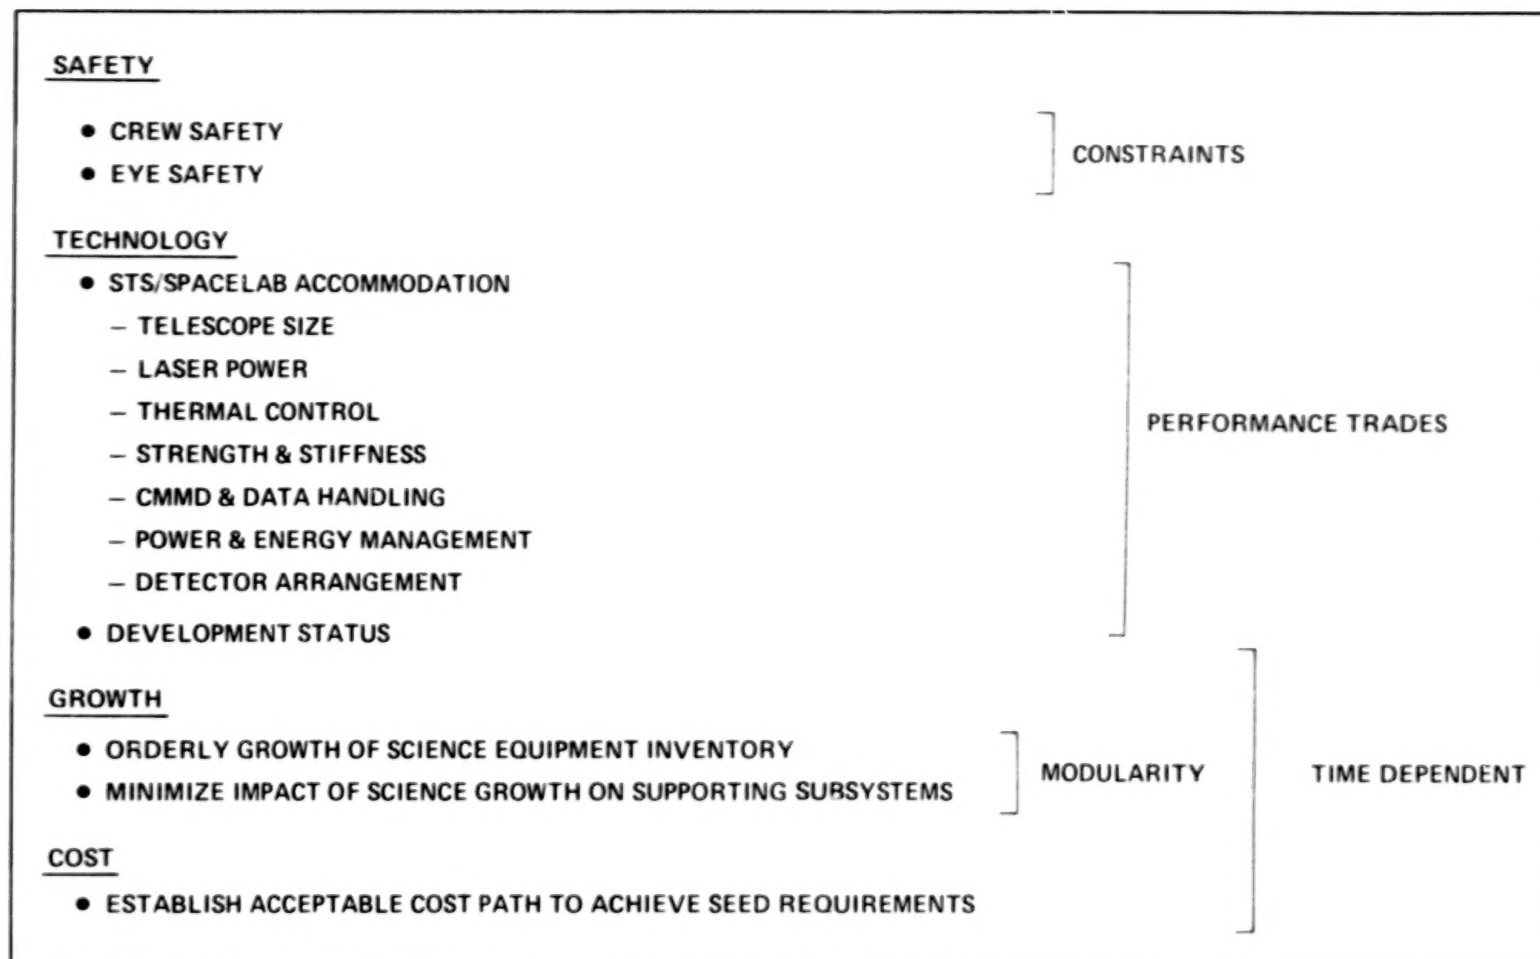 SAFETY
● CREW SAFETY
● EYE SAFETY
CONSTRAINTS
TECHNOLOGY
● STS/SPACELAB ACCOMMODATION
– TELESCOPE SIZE
– LASER POWER
– THERMAL CONTROL
– STRENGTH & STIFFNESS
– CMMD & DATA HANDLING
– POWER & ENERGY MANAGEMENT
– DETECTOR ARRANGEMENT
● DEVELOPMENT STATUS
PERFORMANCE TRADES
GROWTH
● ORDERLY GROWTH OF SCIENCE EQUIPMENT INVENTORY
● MINIMIZE IMPACT OF SCIENCE GROWTH ON SUPPORTING SUBSYSTEMS
MODULARITY
TIME DEPENDENT
COST
● ESTABLISH ACCEPTABLE COST PATH TO ACHIEVE SEED REQUIREMENTS